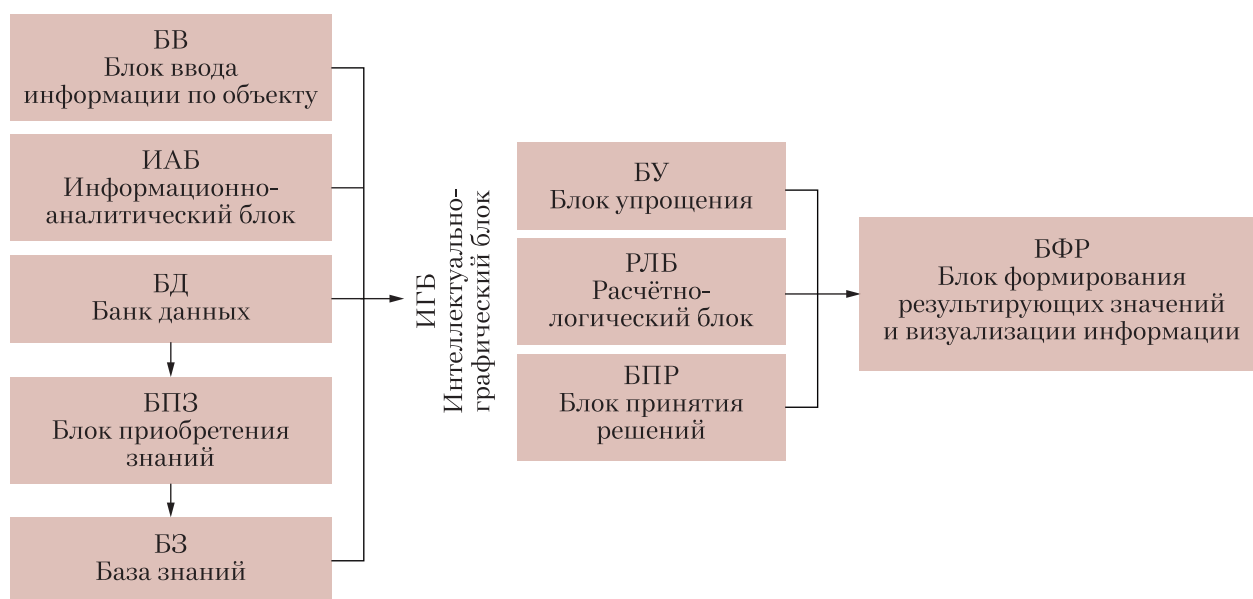 БВ
Блок ввода
информации по объекту
ИАБ
Информационно-
аналитический блок
БД
Банк данных
БПЗ
Блок приобретения
знаний
БЗ
База знаний
ИГБ
Интеллектуально-
графический блок
БУ
Блок упрощения
РЛБ
Расчётно-
логический блок
БПР
Блок принятия
решений
БФР
Блок формирования
результирующих значений
и визуализации информации